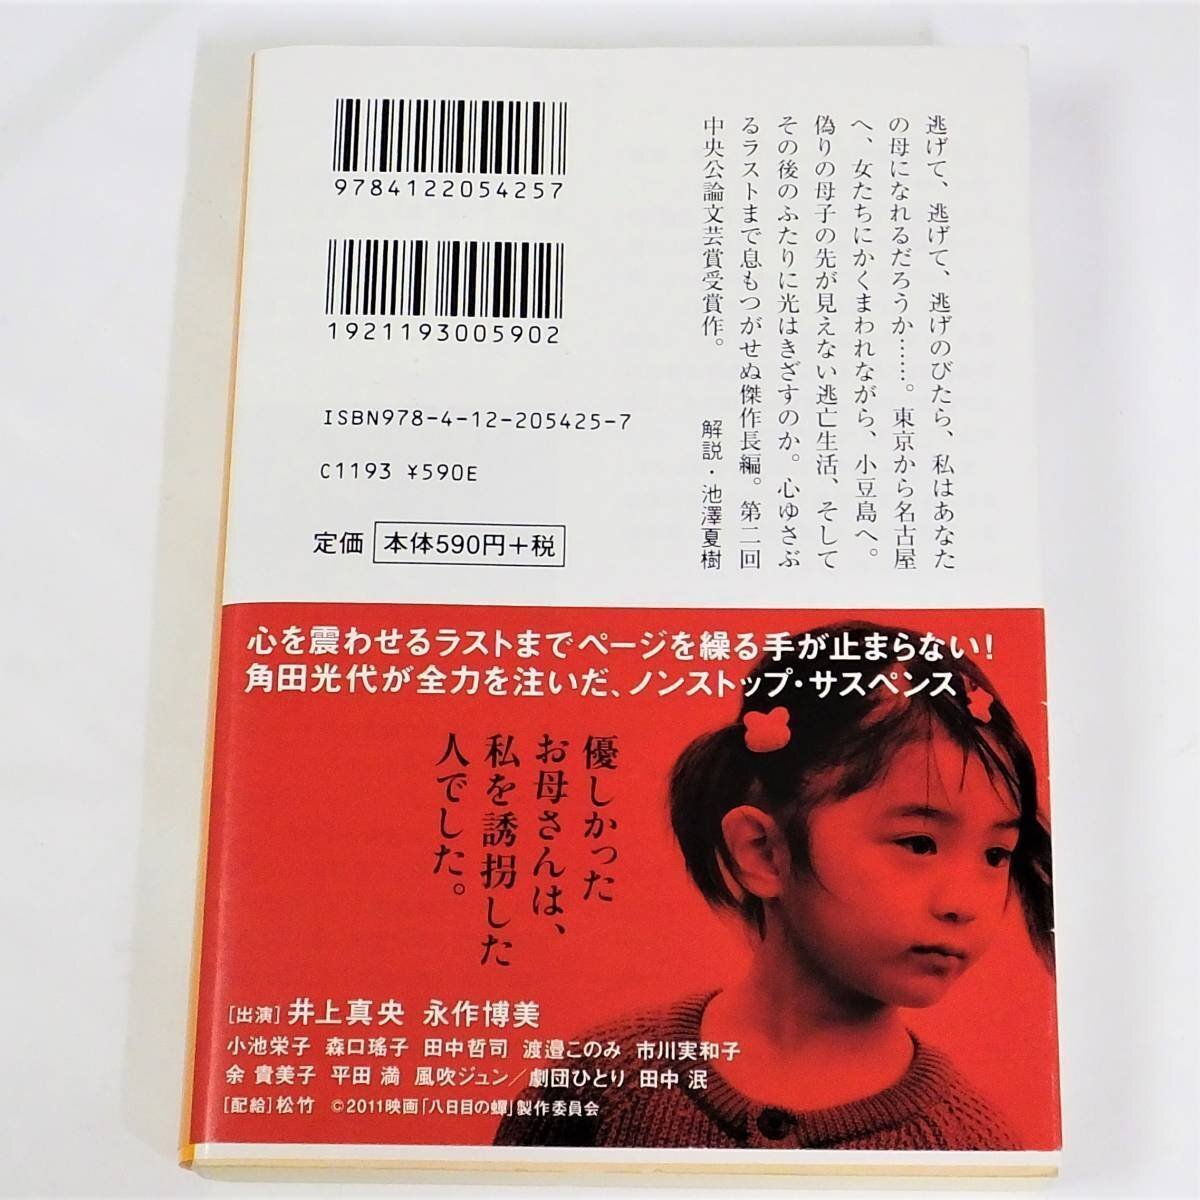 9784122054257
1921193005902
ISBN978-4-12-205425-7
C1193 ¥590E
定価 本体590円+税
逃げて、逃げて、逃げのびたら、私はあなた
の母になれるだろうか……。東京から名古屋
へ、女たちにかくまわれながら、小豆島へ。
偽りの母子の先が見えない逃亡生活、そして
その後のふたりに光はきざすのか。心ゆさぶ
るラストまで息もつがせぬ傑作長編。第二回
中央公論文芸賞受賞作。 解説・池澤夏樹
心を震わせるラストまでページを繰る手が止まらない!
角田光代が全力を注いだ、ノンストップ・サスペンス
優しかった
お母さんは、
私を誘拐した
人でした。
[出演] 井上真央 永作博美
小池栄子 森口瑤子 田中哲司 渡邉このみ 市川実和子
余 貴美子 平田 満 風吹ジュン/劇団ひとり 田中 泯
[配給] 松竹 ©2011映画「八日目の蟬」製作委員会